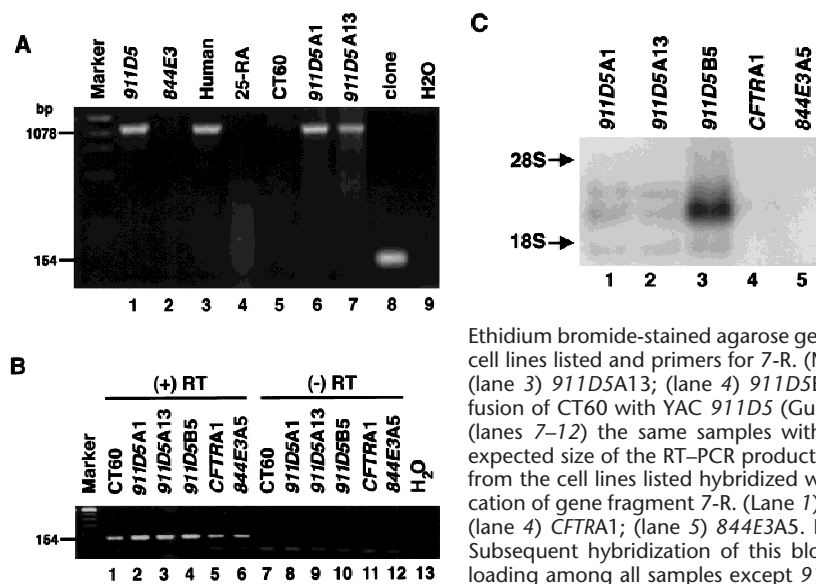 A
Marker
911D5
844E3
Human
25-RA
CT60
911D5A1
911D5A13
clone
H2O
bp
1078
154
1 2 3 4 5 6 7 8 9
B
(+) RT (-) RT
Marker
CT60
911D5A1
911D5A13
911D5B5
CFTRA1
844E3A5
CT60
911D5A1
911D5A13
911D5B5
CFTRA1
844E3A5
H2O
154
1 2 3 4 5 6 7 8 9 10 11 12 13
C
911D5A1
911D5A13
911D5B5
CFTRA1
844E3A5
28S
18S
1 2 3 4 5
Ethidium bromide-stained agarose ge
cell lines listed and primers for 7-R. (M
(lane 3) 911D5A13; (lane 4) 911D5B
fusion of CT60 with YAC 911D5 (Gu
(lanes 7–12) the same samples with
expected size of the RT–PCR product
from the cell lines listed hybridized w
cation of gene fragment 7-R. (Lane 1)
(lane 4) CFTRA1; (lane 5) 844E3A5.
Subsequent hybridization of this blo
loading among all samples except 9